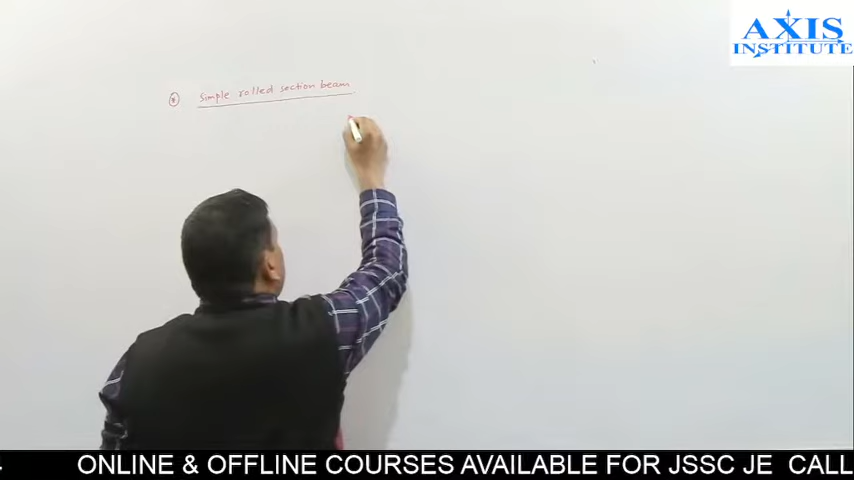 AXIS
INSTITUTE
Simple rolled section beam
ONLINE & OFFLINE COURSES AVAILABLE FOR JSSC JE CALL